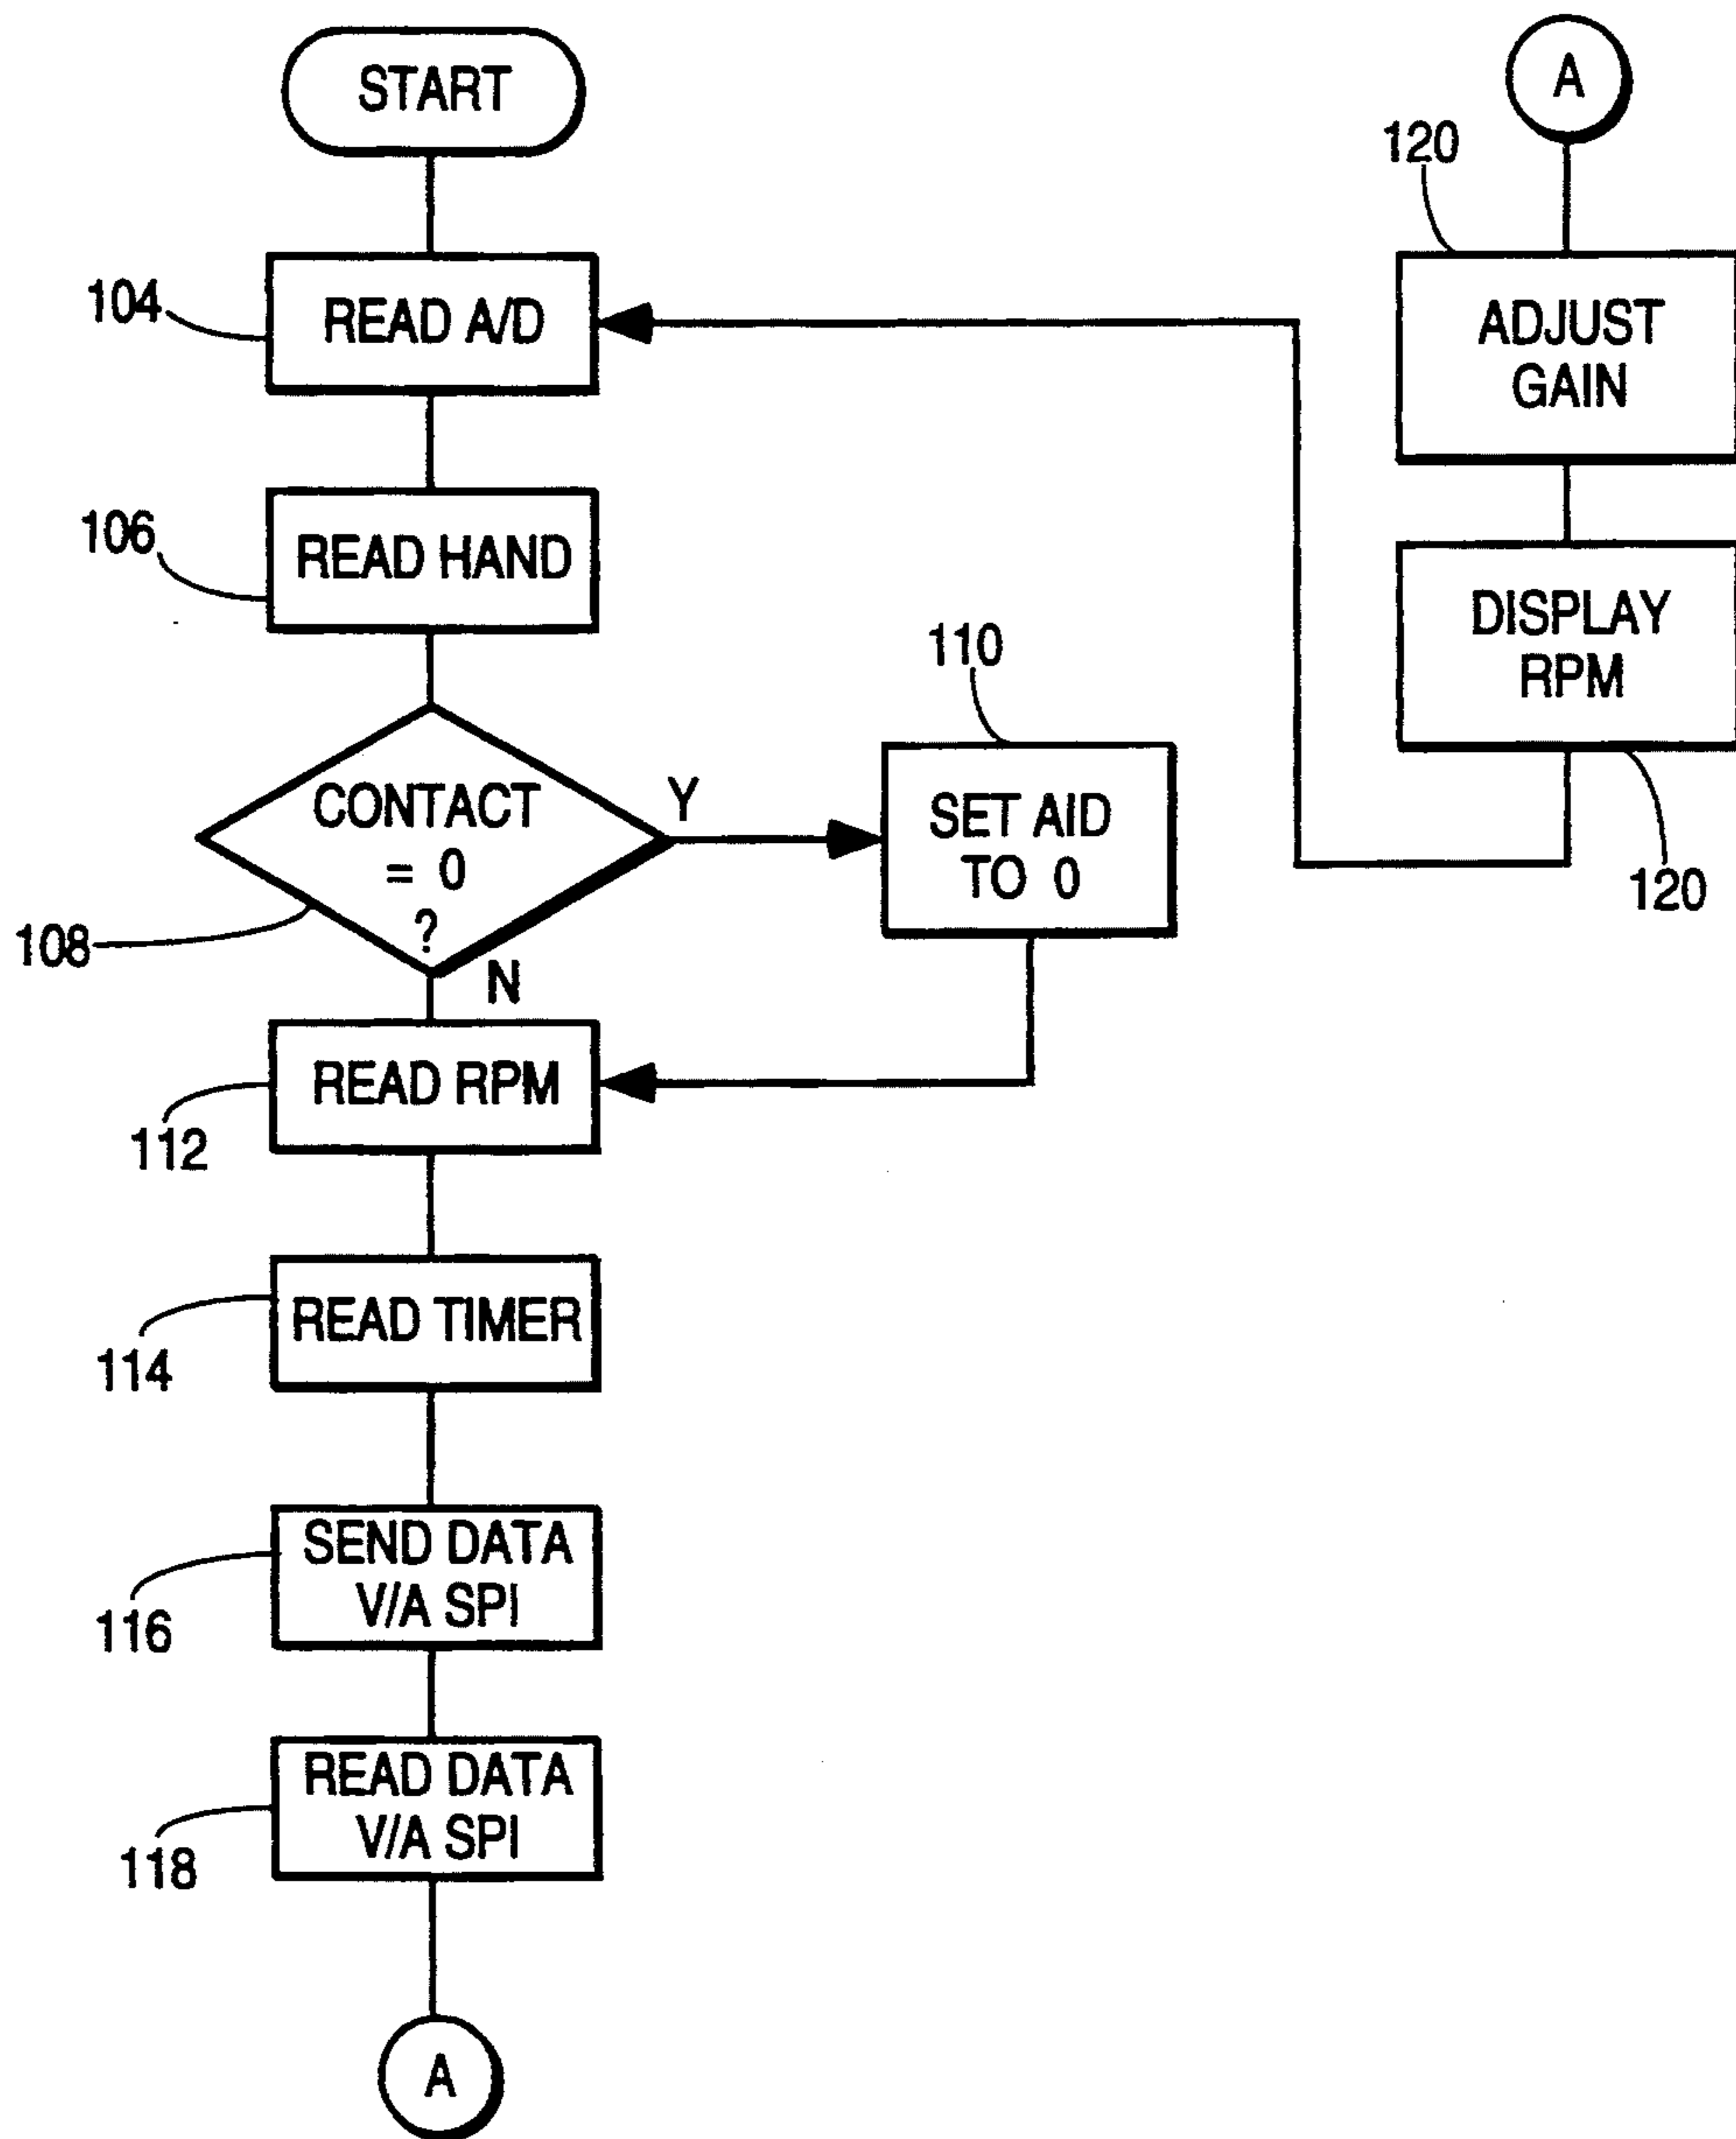 START
104
READ A/D
106
READ HAND
CONTACT
= 0
?
108
Y
N
110
SET AID
TO 0
READ RPM
112
READ TIMER
114
SEND DATA
V/A SPI
116
READ DATA
V/A SPI
118
A
A
120
ADJUST
GAIN
DISPLAY
RPM
120